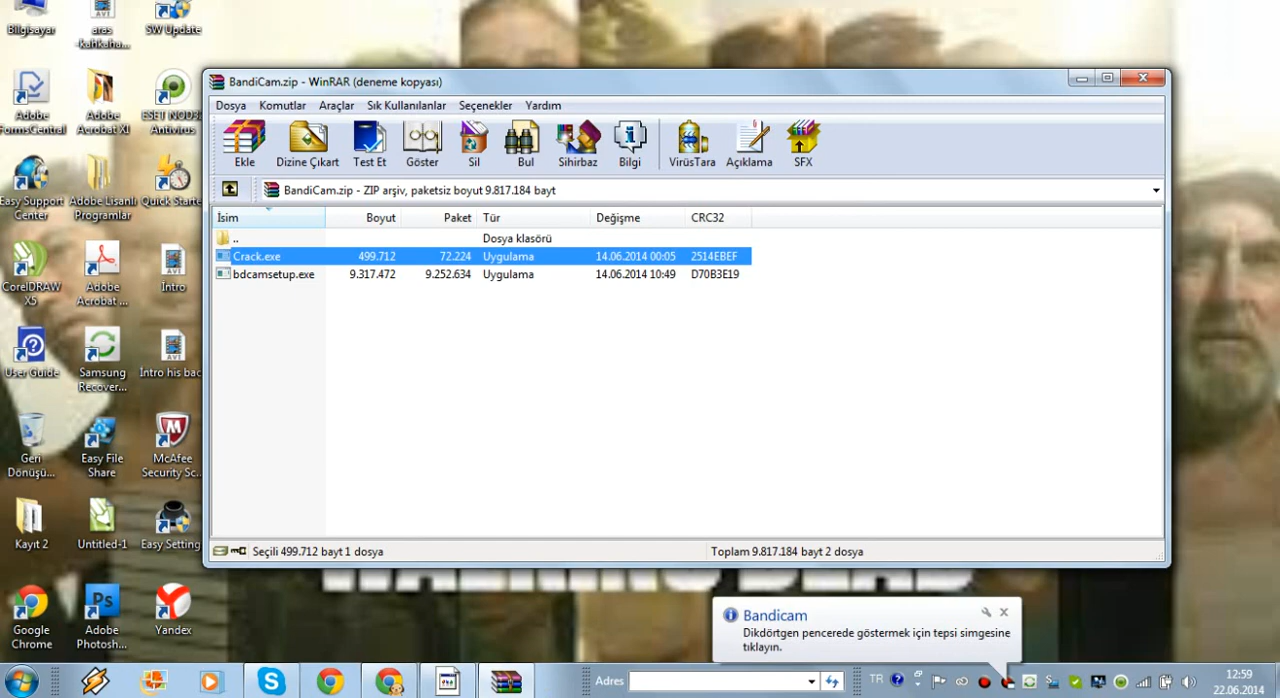 Bilgisayar
aras
-kahkaha...
SW Update
Adobe
FormsCentral
Adobe
Acrobat XI
ESET NOD32
Antivirus
Easy Support
Center
Adobe Lisanlı
Programlar
Quick Starte
CorelDRAW
X5
Adobe
Acrobat ...
İntro
User Guide
Samsung
Recover...
İntro his bac
Geri
Dönüşü...
Easy File
Share
McAfee
Security Sc...
Kayıt 2
Untitled-1
Easy Setting
Google
Chrome
Adobe
Photosh...
Yandex
BandiCam.zip - WinRAR (deneme kopyası)
Dosya Komutlar Araçlar Sık Kullanılanlar Seçenekler Yardım
Ekle Dizine Çıkart Test Et Göster Sil Bul Sihirbaz Bilgi VirüsTara Açıklama SFX
BandiCam.zip - ZIP arşiv, paketsiz boyut 9.817.184 bayt
İsim Boyut Paket Tür Değişme CRC32
.. Dosya klasörü
Crack.exe 499.712 72.224 Uygulama 14.06.2014 00:05 2514EBEF
bdcamsetup.exe 9.317.472 9.252.634 Uygulama 14.06.2014 10:49 D70B3E19
Seçili 499.712 bayt 1 dosya Toplam 9.817.184 bayt 2 dosya
WALKING DEAD
Bandicam
Dikdörtgen pencerede göstermek için tepsi simgesine
tıklayın.
Adres
TR
12:59
22.06.2014